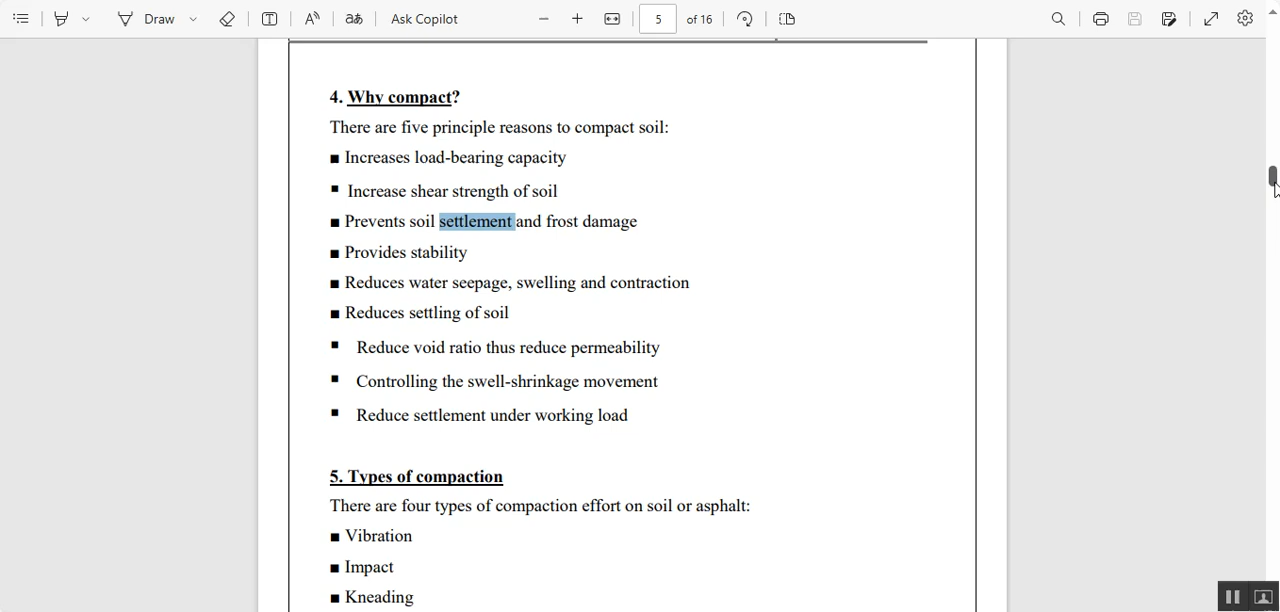 Draw
Ask Copilot
5 of 16
4. Why compact?
There are five principle reasons to compact soil:
■ Increases load-bearing capacity
▪ Increase shear strength of soil
■ Prevents soil settlement and frost damage
■ Provides stability
■ Reduces water seepage, swelling and contraction
■ Reduces settling of soil
▪ Reduce void ratio thus reduce permeability
▪ Controlling the swell-shrinkage movement
▪ Reduce settlement under working load
5. Types of compaction
There are four types of compaction effort on soil or asphalt:
■ Vibration
■ Impact
■ Kneading